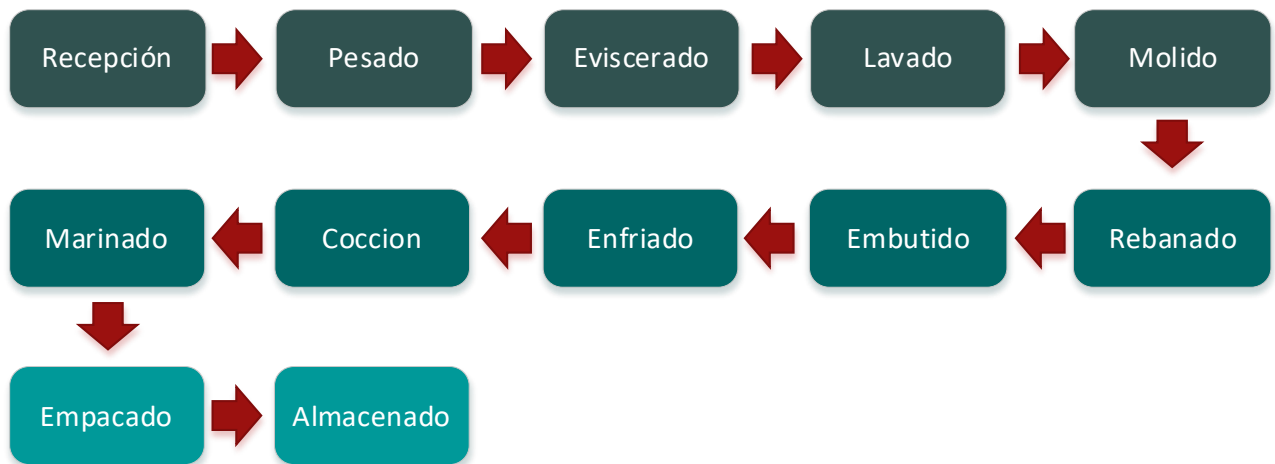 Recepción
Pesado
Eviscerado
Lavado
Molido
Rebanado
Embutido
Enfriado
Coccion
Marinado
Empacado
Almacenado